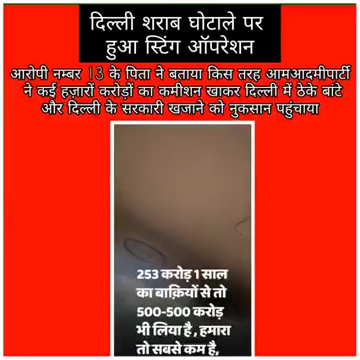 दिल्ली शराब घोटाले पर
हुआ स्टिंग ऑपरेशन
आरोपी नम्बर 13 के पिता ने बताया किस तरह आमआदमीपार्टी
ने कई हज़ारों करोड़ों का कमीशन खाकर दिल्ली में ठेके बांटे
और दिल्ली के सरकारी खजाने को नुकसान पहुंचाया
253 करोड़ 1 साल
का बाक़ियों से तो
500-500 करोड़
भी लिया है , हमारा
तो सबसे कम है,